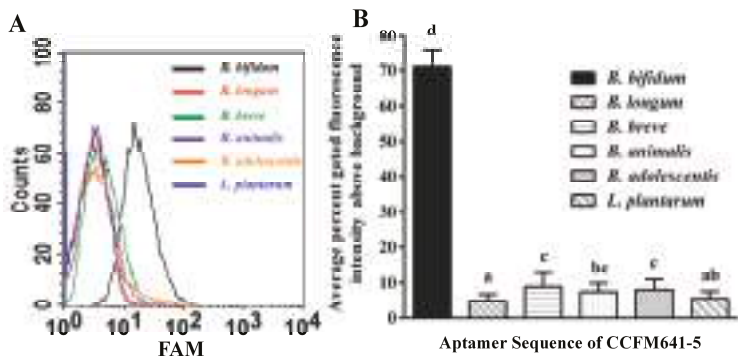 A
Counts
100
80
60
40
20
0
10^0 10^1 10^2 10^3 10^4
FAM
B. bifidum
B. longum
B. breve
B. animalis
B. adolescentis
L. plantarum
B
Average percent gated fluorescence
intensity above background
80
70
60
50
40
30
20
10
0
d
a
c
bc
c
ab
B. bifidum
B. longum
B. breve
B. animalis
B. adolescentis
L. plantarum
Aptamer Sequence of CCFM641-5